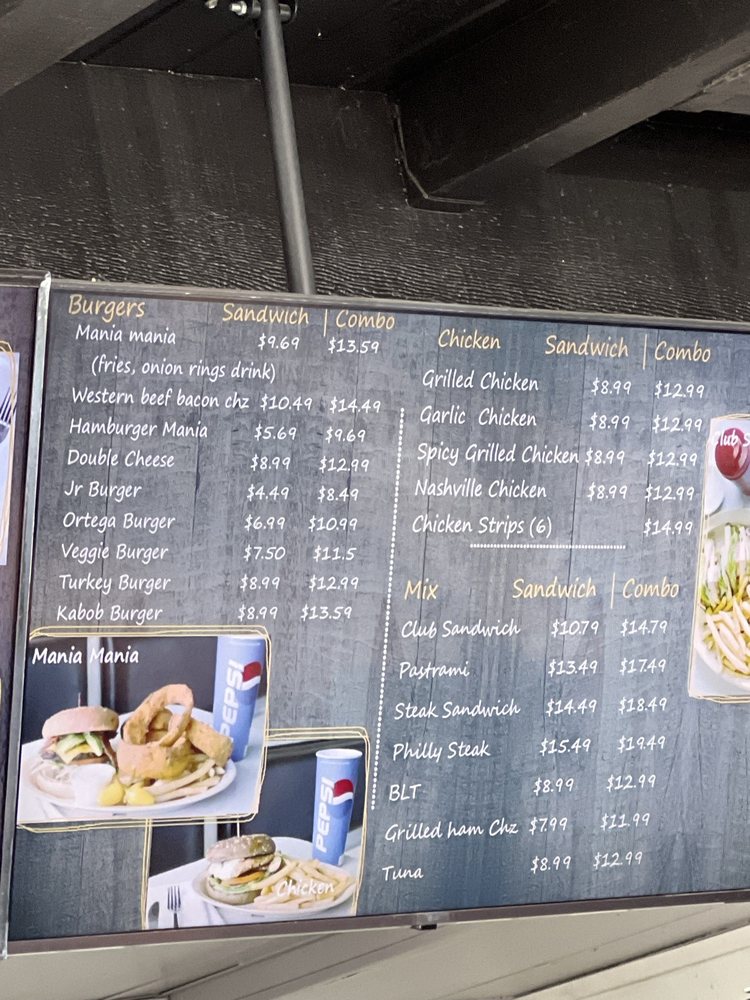 Burgers Sandwich | Combo
Mania mania $9.69 $13.59
(fries, onion rings drink)
Western beef bacon chz $10.49 $14.49
Hamburger Mania $5.69 $9.69
Double Cheese $8.99 $12.99
Jr Burger $4.49 $8.49
Ortega Burger $6.99 $10.99
Veggie Burger $7.50 $11.5
Turkey Burger $8.99 $12.99
Kabob Burger $8.99 $13.59
Mania Mania
PEPSI
PEPSI
Chicken
Chicken Sandwich | Combo
Grilled Chicken $8.99 $12.99
Garlic Chicken $8.99 $12.99
Spicy Grilled Chicken $8.99 $12.99
Nashville Chicken $8.99 $12.99
Chicken Strips (6) $14.99
Mix Sandwich | Combo
Club Sandwich $10.79 $14.79
Pastrami $13.49 $17.49
Steak Sandwich $14.49 $18.49
Philly Steak $15.49 $19.49
BLT $8.99 $12.99
Grilled ham Chz $7.99 $11.99
Tuna $8.99 $12.99
Club S